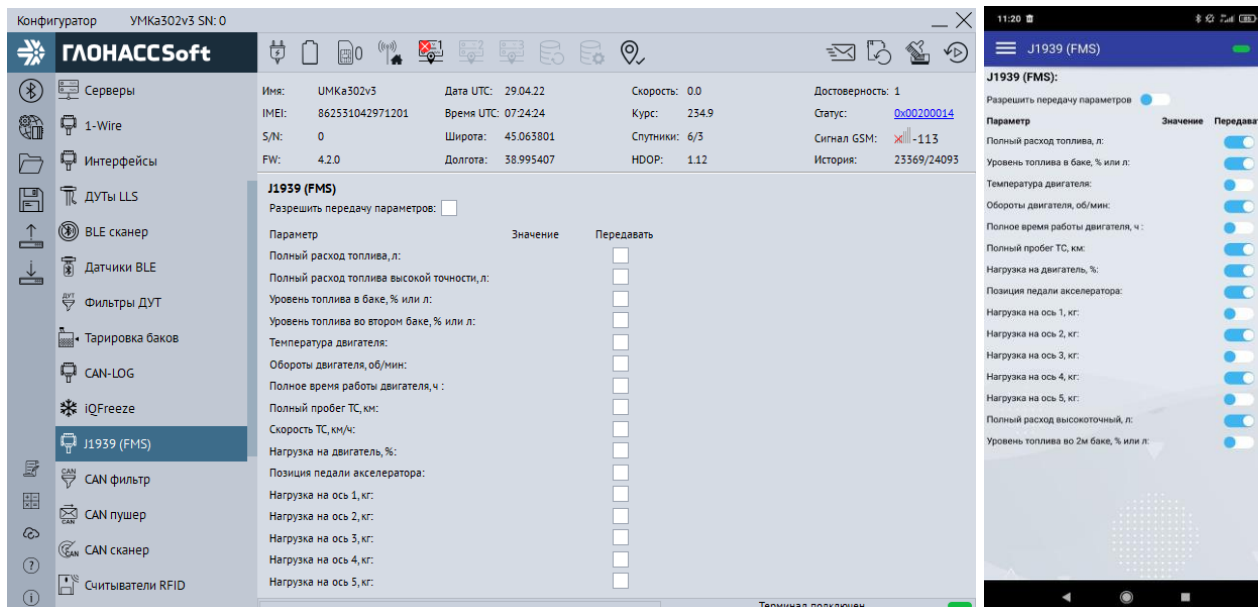 Конфигуратор УМКа302v3 SN: 0
ГЛОНАССSoft
0
1
Серверы
1-Wire
Интерфейсы
ДУТы LLS
BLE сканер
Датчики BLE
Фильтры ДУТ
Тарировка баков
CAN-LOG
iQFreeze
J1939 (FMS)
CAN фильтр
CAN пушер
CAN сканер
Считыватели RFID
Имя: УМКа302v3 Дата UTC: 29.04.22 Скорость: 0.0 Достоверность: 1
IMEI: 862531042971201 Время UTC: 07:24:24 Курс: 234.9 Статус: 0x00200014
S/N: 0 Широта: 45.063801 Спутники: 6/3 Сигнал GSM: -113
FW: 4.2.0 Долгота: 38.995407 HDOP: 1.12 История: 23369/24093
J1939 (FMS)
Разрешить передачу параметров:
Параметр Значение Передавать
Полный расход топлива, л:
Полный расход топлива высокой точности, л:
Уровень топлива в баке, % или л:
Уровень топлива во втором баке, % или л:
Температура двигателя:
Обороты двигателя, об/мин:
Полное время работы двигателя, ч :
Полный пробег ТС, км:
Скорость ТС, км/ч:
Нагрузка на двигатель, %:
Позиция педали акселератора:
Нагрузка на ось 1, кг:
Нагрузка на ось 2, кг:
Нагрузка на ось 3, кг:
Нагрузка на ось 4, кг:
Нагрузка на ось 5, кг:
Терминал подключен
11:20
J1939 (FMS)
J1939 (FMS):
Разрешить передачу параметров
Параметр Значение Передават
Полный расход топлива, л:
Уровень топлива в баке, % или л:
Температура двигателя:
Обороты двигателя, об/мин:
Полное время работы двигателя, ч :
Полный пробег ТС, км:
Нагрузка на двигатель, %:
Позиция педали акселератора:
Нагрузка на ось 1, кг:
Нагрузка на ось 2, кг:
Нагрузка на ось 3, кг:
Нагрузка на ось 4, кг:
Нагрузка на ось 5, кг:
Полный расход высокоточный, л:
Уровень топлива во 2м баке, % или л: